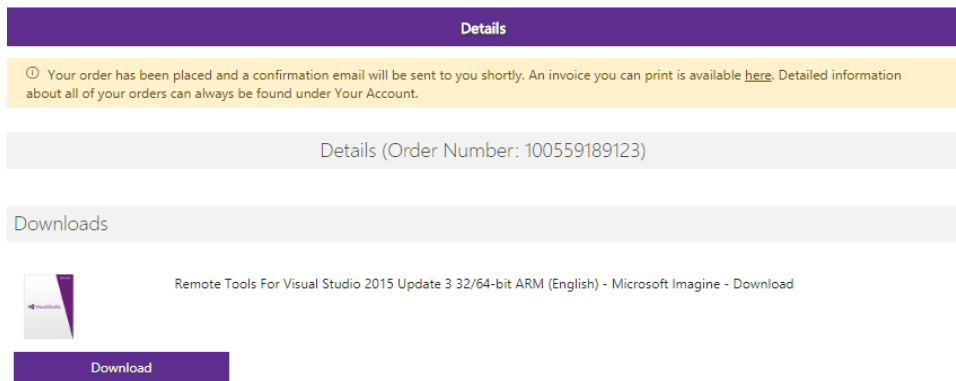 Details
Your order has been placed and a confirmation email will be sent to you shortly. An invoice you can print is available here. Detailed information
about all of your orders can always be found under Your Account.
Details (Order Number: 100559189123)
Downloads
Remote Tools For Visual Studio 2015 Update 3 32/64-bit ARM (English) - Microsoft Imagine - Download
Visual Studio
Download